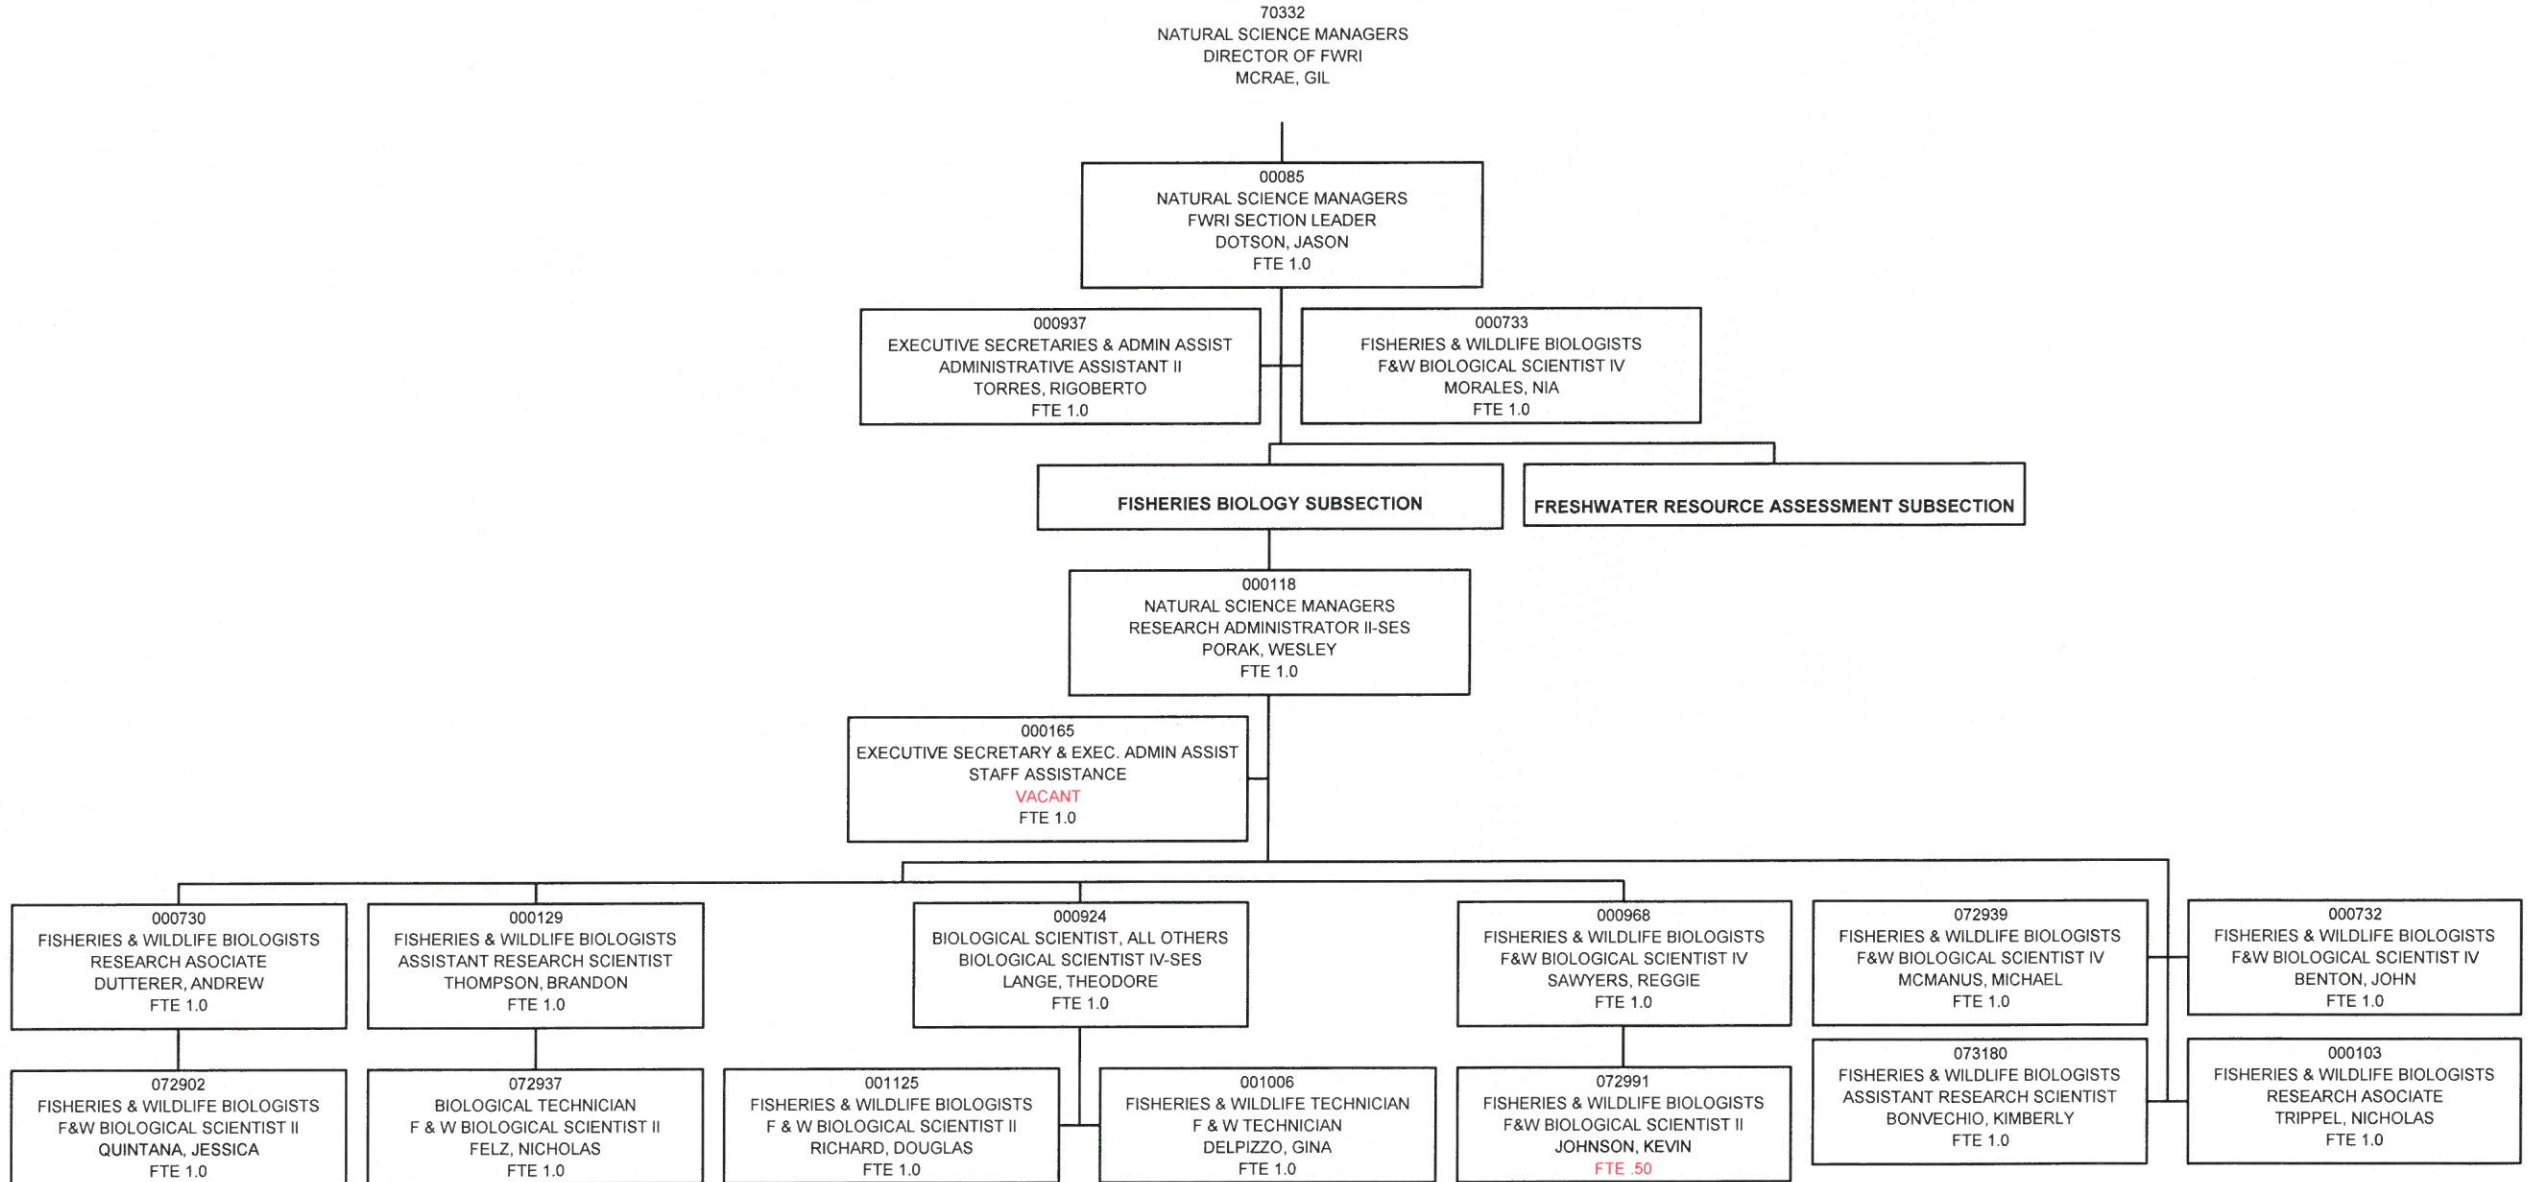 70332
NATURAL SCIENCE MANAGERS
DIRECTOR OF FWRI
MCRAE, GIL
00085
NATURAL SCIENCE MANAGERS
FWRI SECTION LEADER
DOTSON, JASON
FTE 1.0
000937
EXECUTIVE SECRETARIES & ADMIN ASSIST
ADMINISTRATIVE ASSISTANT II
TORRES, RIGOBERTO
FTE 1.0
000733
FISHERIES & WILDLIFE BIOLOGISTS
F&W BIOLOGICAL SCIENTIST IV
MORALES, NIA
FTE 1.0
FISHERIES BIOLOGY SUBSECTION
FRESHWATER RESOURCE ASSESSMENT SUBSECTION
000118
NATURAL SCIENCE MANAGERS
RESEARCH ADMINISTRATOR II-SES
PORAK, WESLEY
FTE 1.0
000165
EXECUTIVE SECRETARY & EXEC. ADMIN ASSIST
STAFF ASSISTANCE
VACANT
FTE 1.0
000730
FISHERIES & WILDLIFE BIOLOGISTS
RESEARCH ASOCIATE
DUTTERER, ANDREW
FTE 1.0
000129
FISHERIES & WILDLIFE BIOLOGISTS
ASSISTANT RESEARCH SCIENTIST
THOMPSON, BRANDON
FTE 1.0
000924
BIOLOGICAL SCIENTIST, ALL OTHERS
BIOLOGICAL SCIENTIST IV-SES
LANGE, THEODORE
FTE 1.0
000968
FISHERIES & WILDLIFE BIOLOGISTS
F&W BIOLOGICAL SCIENTIST IV
SAWYERS, REGGIE
FTE 1.0
072939
FISHERIES & WILDLIFE BIOLOGISTS
F&W BIOLOGICAL SCIENTIST IV
MCMANUS, MICHAEL
FTE 1.0
000732
FISHERIES & WILDLIFE BIOLOGISTS
F&W BIOLOGICAL SCIENTIST IV
BENTON, JOHN
FTE 1.0
072902
FISHERIES & WILDLIFE BIOLOGISTS
F&W BIOLOGICAL SCIENTIST II
QUINTANA, JESSICA
FTE 1.0
072937
BIOLOGICAL TECHNICIAN
F & W BIOLOGICAL SCIENTIST II
FELZ, NICHOLAS
FTE 1.0
001125
FISHERIES & WILDLIFE BIOLOGISTS
F & W BIOLOGICAL SCIENTIST II
RICHARD, DOUGLAS
FTE 1.0
001006
FISHERIES & WILDLIFE TECHNICIAN
F & W TECHNICIAN
DELPIZZO, GINA
FTE 1.0
072991
FISHERIES & WILDLIFE BIOLOGISTS
F&W BIOLOGICAL SCIENTIST II
JOHNSON, KEVIN
FTE .50
073180
FISHERIES & WILDLIFE BIOLOGISTS
ASSISTANT RESEARCH SCIENTIST
BONVECHIO, KIMBERLY
FTE 1.0
000103
FISHERIES & WILDLIFE BIOLOGISTS
RESEARCH ASOCIATE
TRIPPEL, NICHOLAS
FTE 1.0